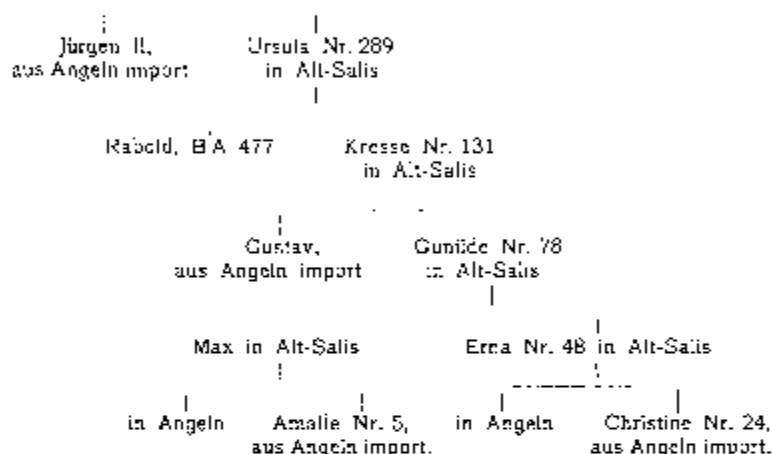 Jürgen II, Ursula Nr. 289
aus Angeln import in Alt-Salis
Rabold, BA 477 Kresse Nr. 131
in Alt-Salis
Gustav, Gunilde Nr. 78
aus Angeln import in Alt-Salis
Max in Alt-Salis Erna Nr. 48 in Alt-Salis
in Angeln Amalie Nr. 5, in Angeln Christine Nr. 24,
aus Angeln import. aus Angeln import.